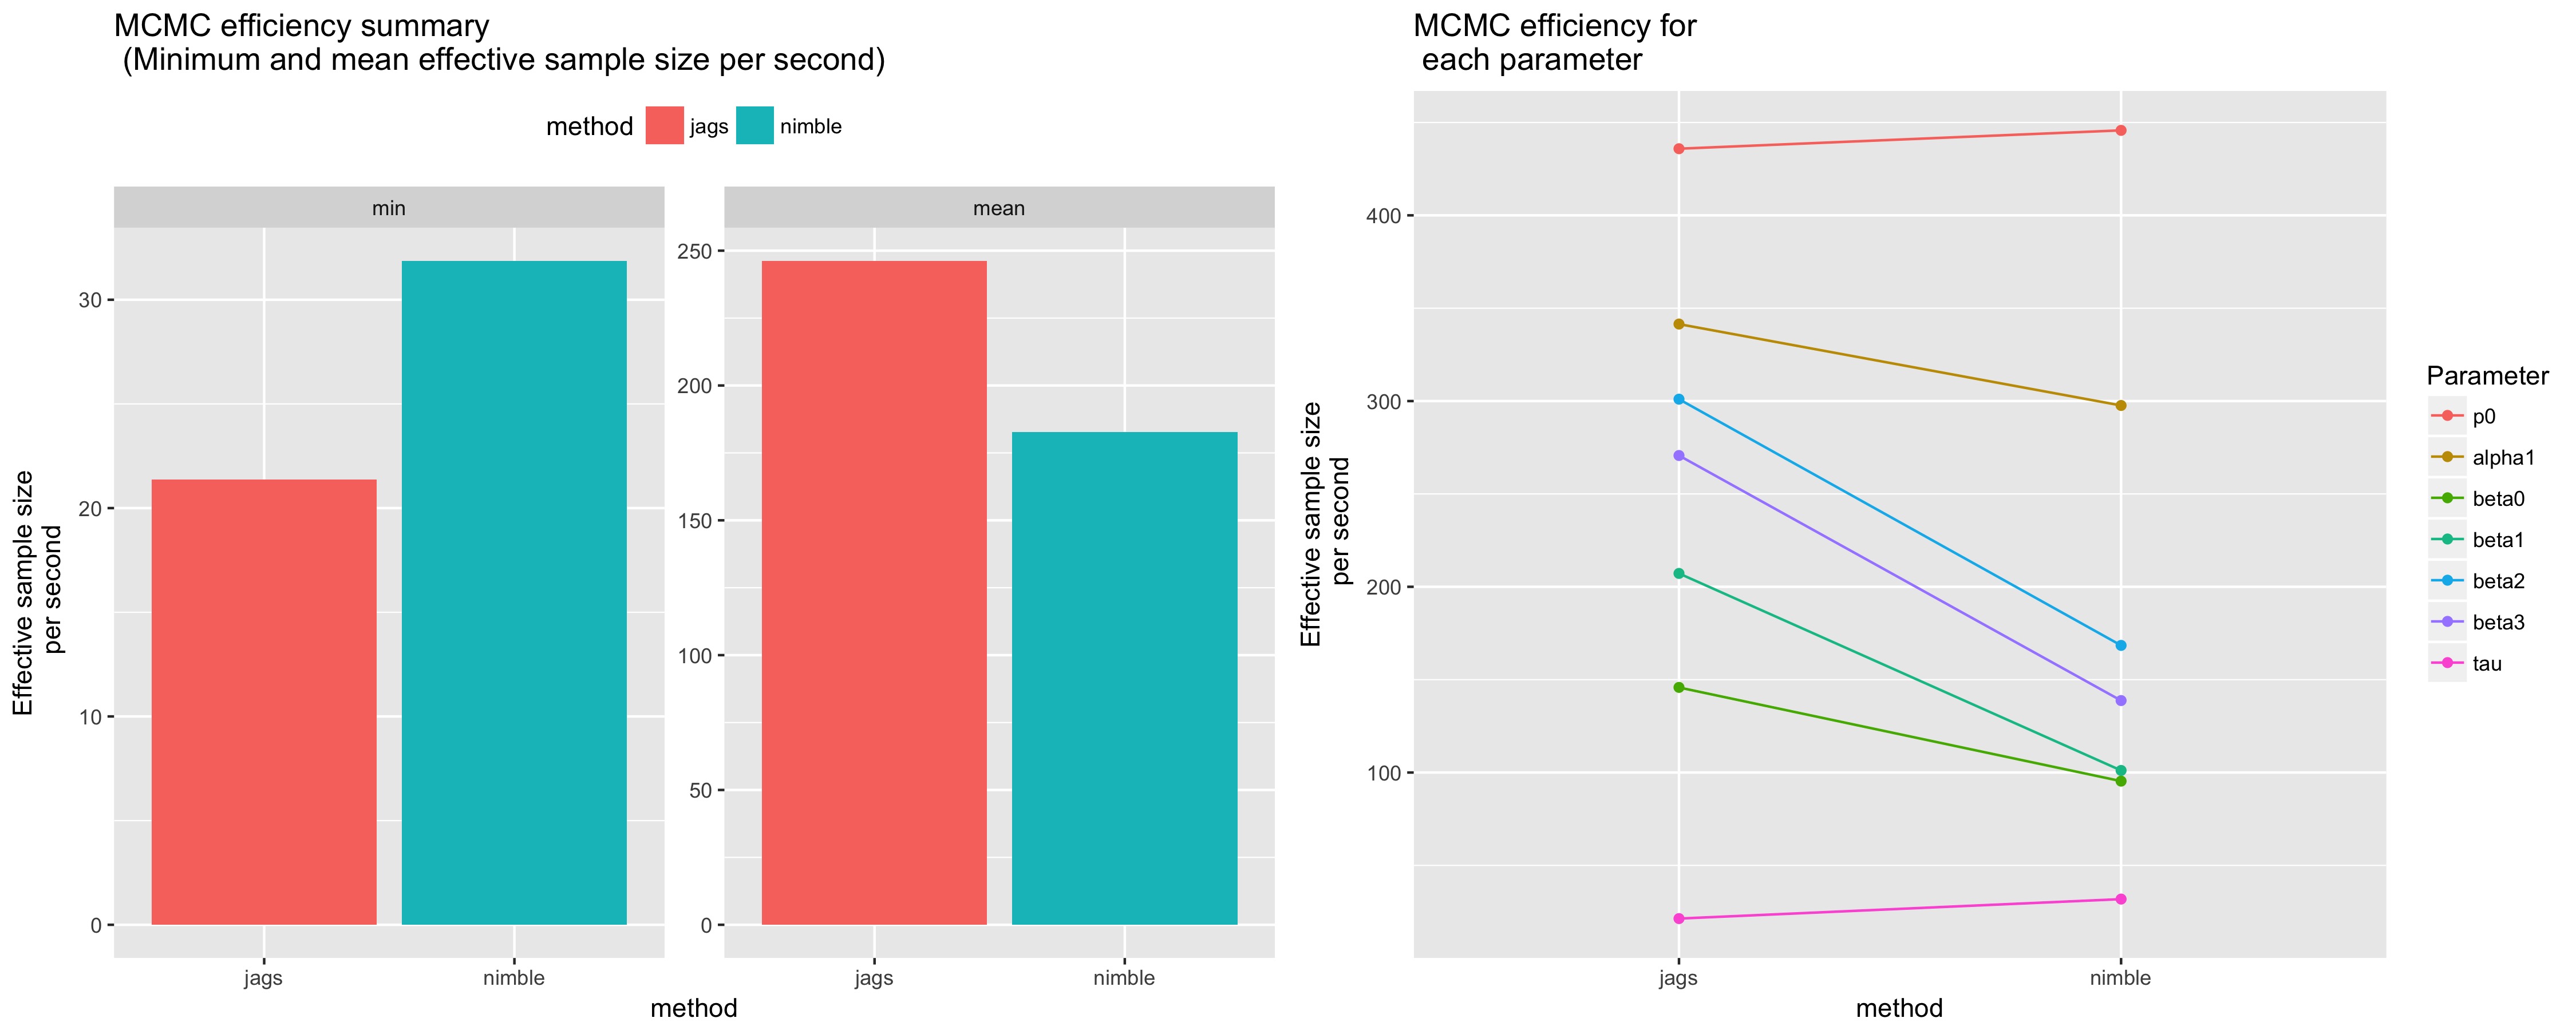 MCMC efficiency summary
(Minimum and mean effective sample size per second)
method jags nimble
min
mean
Effective sample size
per second
30
20
10
0
250
200
150
100
50
0
jags nimble
jags nimble
method
MCMC efficiency for
each parameter
Effective sample size
per second
400
300
200
100
jags nimble
method
Parameter
p0
alpha1
beta0
beta1
beta2
beta3
tau